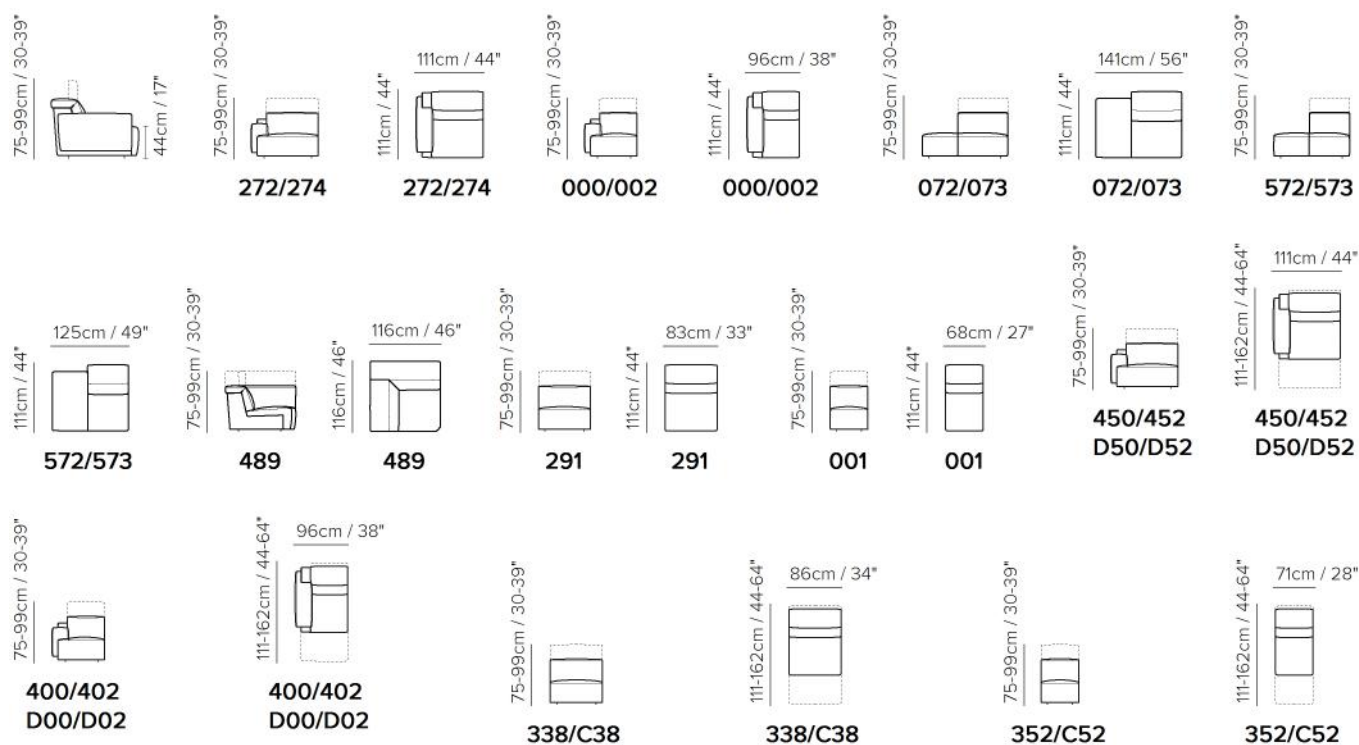 75-99cm / 30-39"
44cm / 17"
75-99cm / 30-39"
272/274
111cm / 44"
111cm / 44"
272/274
75-99cm / 30-39"
000/002
96cm / 38"
111cm / 44"
000/002
75-99cm / 30-39"
072/073
141cm / 56"
111cm / 44"
072/073
75-99cm / 30-39"
572/573
125cm / 49"
111cm / 44"
572/573
75-99cm / 30-39"
489
116cm / 46"
116cm / 46"
489
75-99cm / 30-39"
291
83cm / 33"
111cm / 44"
291
75-99cm / 30-39"
001
68cm / 27"
111cm / 44"
001
75-99cm / 30-39"
450/452
D50/D52
111cm / 44"
111-162cm / 44-64"
450/452
D50/D52
75-99cm / 30-39"
400/402
D00/D02
96cm / 38"
111-162cm / 44-64"
400/402
D00/D02
75-99cm / 30-39"
338/C38
86cm / 34"
111-162cm / 44-64"
338/C38
75-99cm / 30-39"
352/C52
71cm / 28"
111-162cm / 44-64"
352/C52